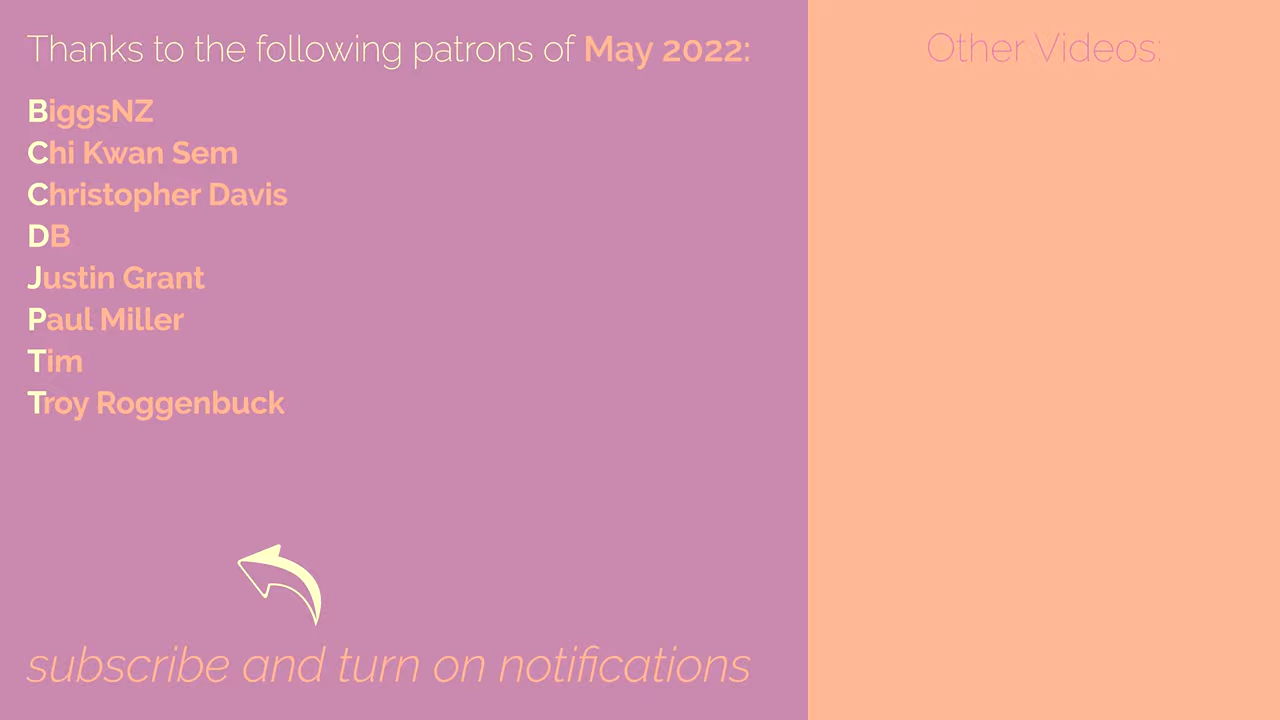 Thanks to the following patrons of May 2022:
BiggsNZ
Chi Kwan Sem
Christopher Davis
DB
Justin Grant
Paul Miller
Tim
Troy Roggenbuck
subscribe and turn on notifications
Other Videos: